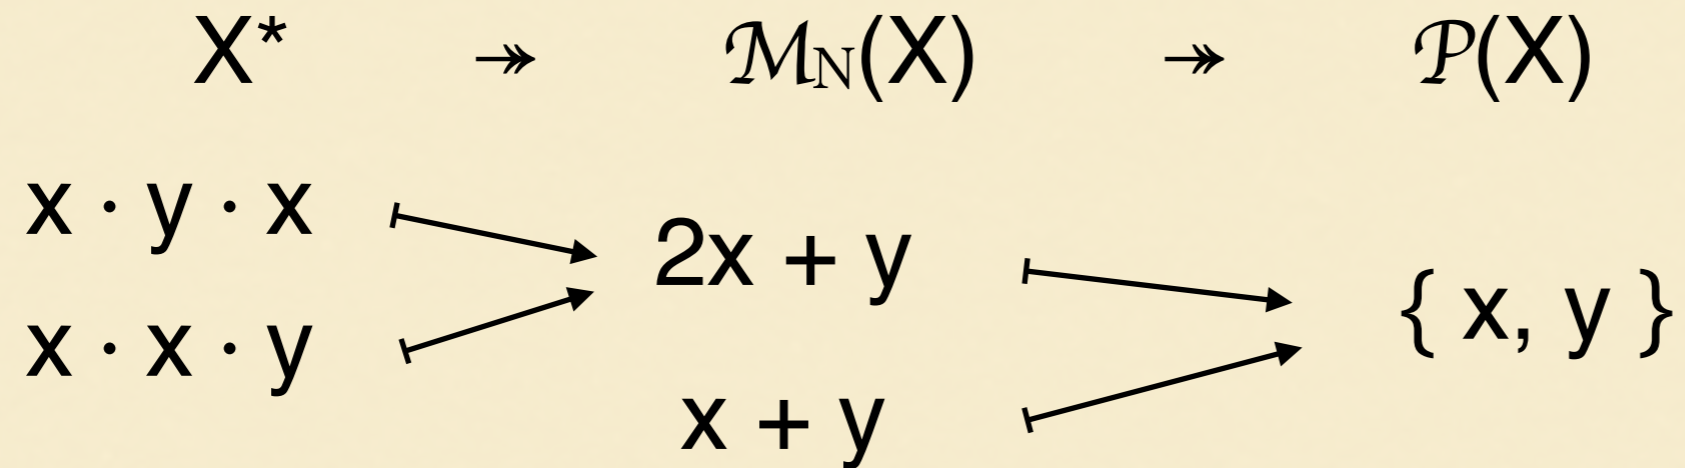 X* ↠ ℳN(X) ↠ 𝒫(X)
x · y · x
2x + y
{ x, y }
x · x · y
x + y